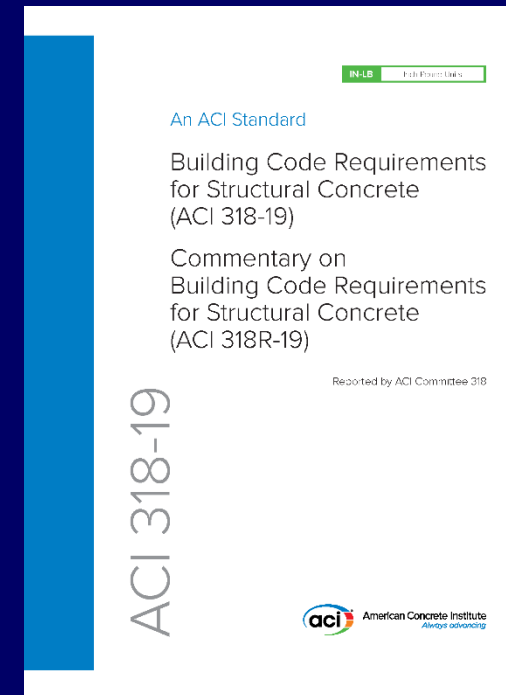 IN-LB Inch-Pound Units
An ACI Standard
Building Code Requirements
for Structural Concrete
(ACI 318-19)
Commentary on
Building Code Requirements
for Structural Concrete
(ACI 318R-19)
Reported by ACI Committee 318
ACI 318-19
aci American Concrete Institute
Always advancing